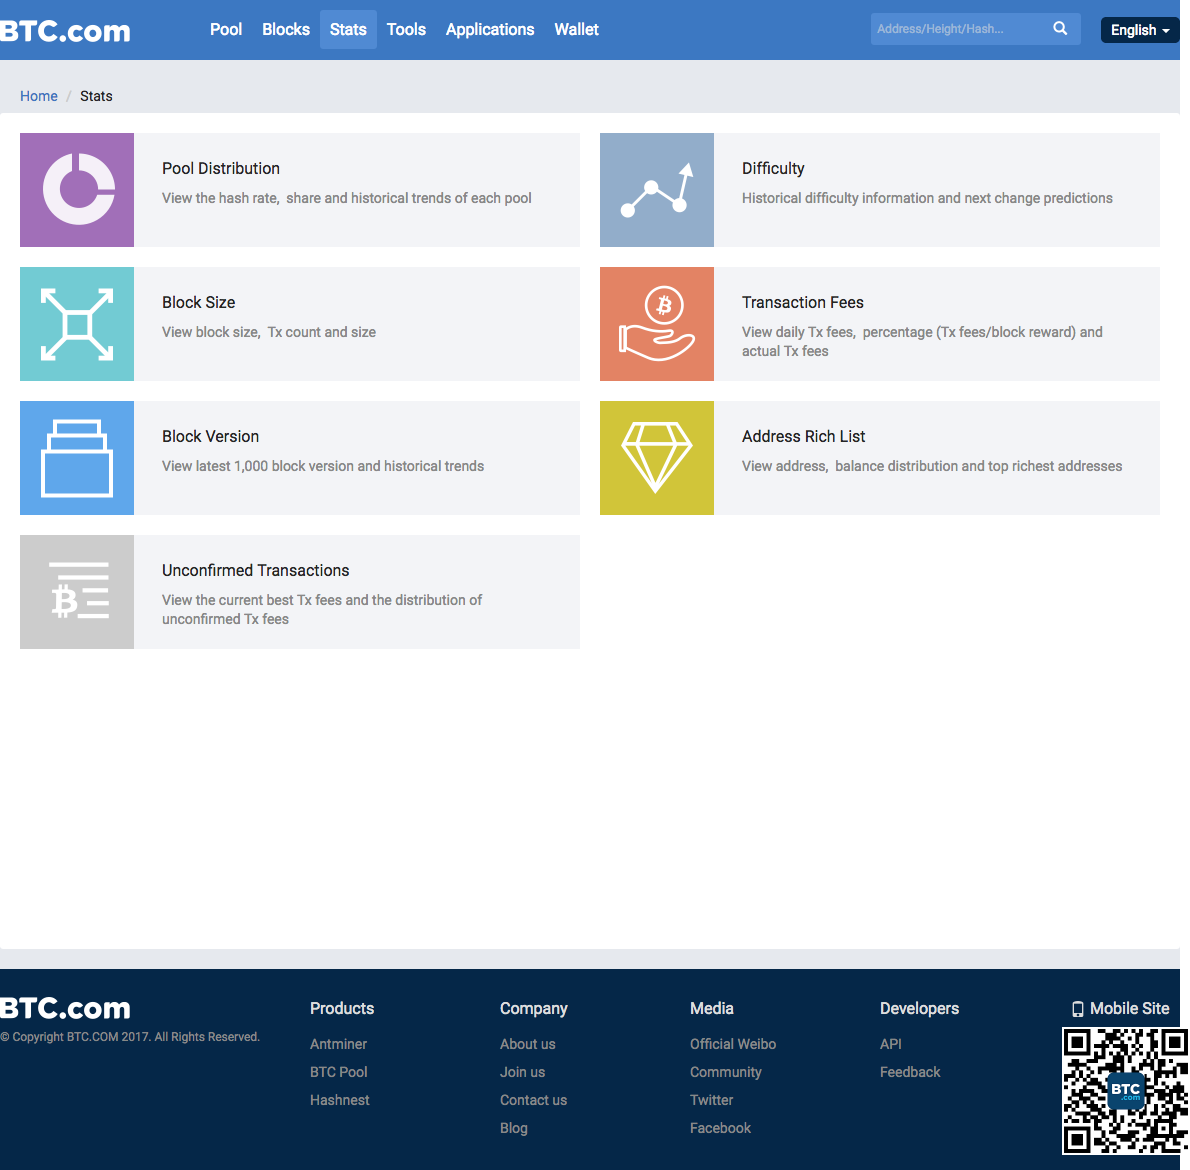 BTC.com
Pool Blocks Stats Tools Applications Wallet
Address/Height/Hash...
English
Home / Stats
Pool Distribution
View the hash rate, share and historical trends of each pool
Difficulty
Historical difficulty information and next change predictions
Block Size
View block size, Tx count and size
Transaction Fees
View daily Tx fees, percentage (Tx fees/block reward) and
actual Tx fees
Block Version
View latest 1,000 block version and historical trends
Address Rich List
View address, balance distribution and top richest addresses
Unconfirmed Transactions
View the current best Tx fees and the distribution of
unconfirmed Tx fees
BTC.com
© Copyright BTC.COM 2017. All Rights Reserved.
Products
Antminer
BTC Pool
Hashnest
Company
About us
Join us
Contact us
Blog
Media
Official Weibo
Community
Twitter
Facebook
Developers
API
Feedback
Mobile Site
BTC
.com